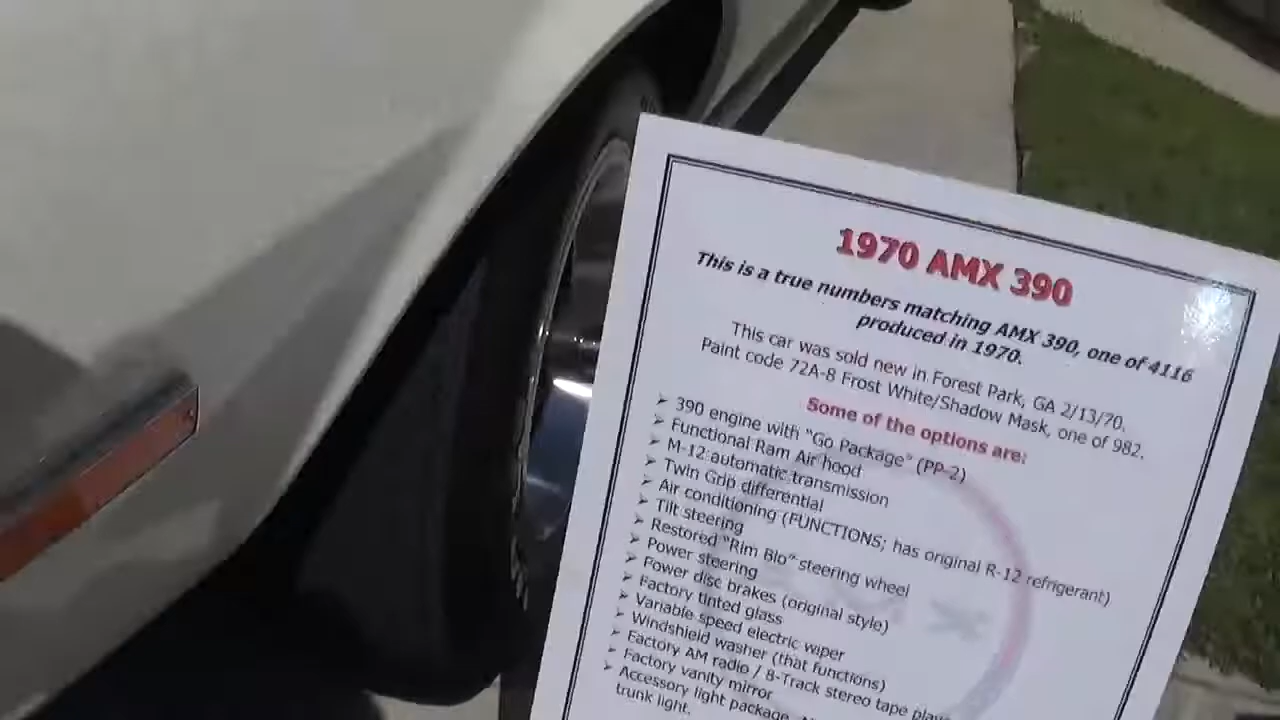 1970 AMX 390
This is a true numbers matching AMX 390, one of 4116
produced in 1970.
This car was sold new in Forest Park, GA 2/13/70.
Paint code 72A-8 Frost White/Shadow Mask, one of 982.
Some of the options are:
➢ 390 engine with “Go Package” (PP-2)
➢ Functional Ram Air hood
➢ M-12 automatic transmission
➢ Twin Grip differential
➢ Air conditioning (FUNCTIONS; has original R-12 refrigerant)
➢ Tilt steering
➢ Restored “Rim Blo” steering wheel
➢ Power steering
➢ Power disc brakes (original style)
➢ Factory tinted glass
➢ Variable speed electric wiper
➢ Windshield washer (that functions)
➢ Factory AM radio / 8-Track stereo tape
➢ Factory vanity mirror
➢ Accessory light package
trunk light.